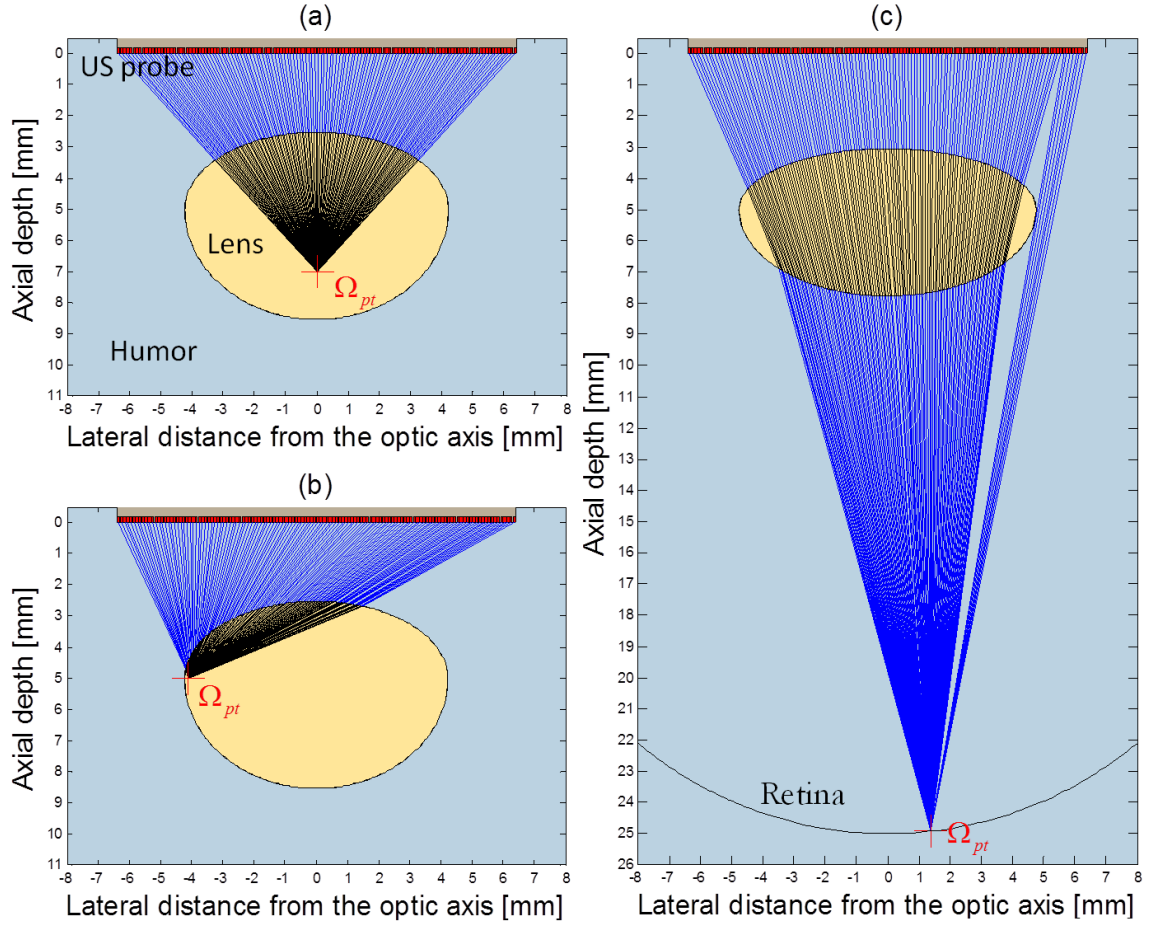 (a)
0
1
2
3
4
5
6
7
8
9
10
11
Axial depth [mm]
US probe
Lens
Ω pt
Humor
-8 -7 -6 -5 -4 -3 -2 -1 0 1 2 3 4 5 6 7 8
Lateral distance from the optic axis [mm]
(b)
0
1
2
3
4
5
6
7
8
9
10
11
Axial depth [mm]
Ω pt
-8 -7 -6 -5 -4 -3 -2 -1 0 1 2 3 4 5 6 7 8
Lateral distance from the optic axis [mm]
(c)
0
1
2
3
4
5
6
7
8
9
10
11
12
13
14
15
16
17
18
19
20
21
22
23
24
25
26
Axial depth [mm]
Retina
Ω pt
-8 -7 -6 -5 -4 -3 -2 -1 0 1 2 3 4 5 6 7 8
Lateral distance from the optic axis [mm]